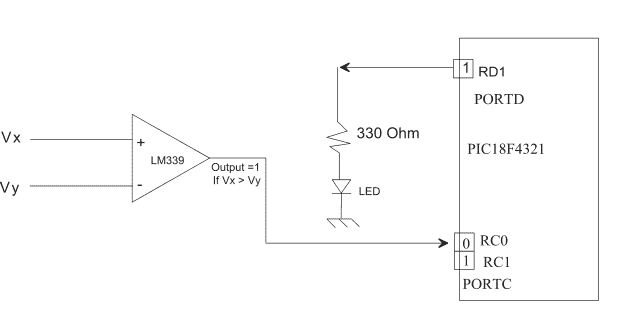 1 RD1
PORTD
Vx
+
LM339
330 Ohm
PIC18F4321
Output =1
If Vx > Vy
Vy
-
LED
0 RC0
1 RC1
PORTC